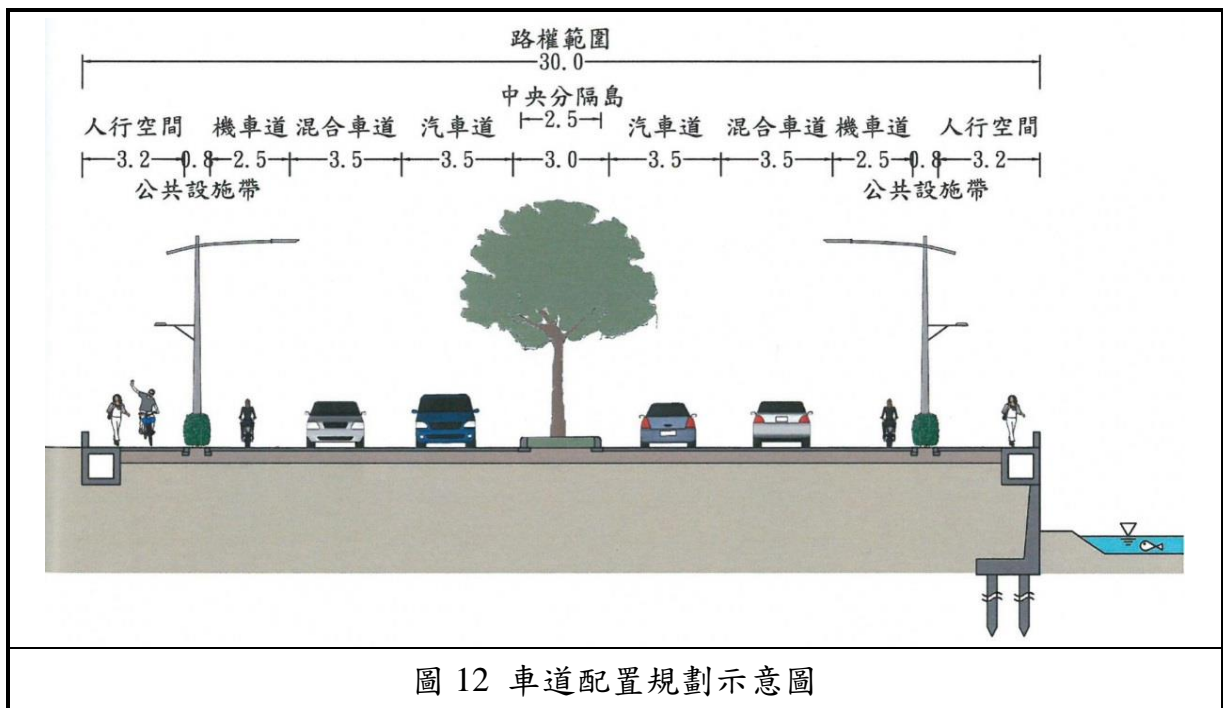 路權範圍
30.0
中央分隔島
2.5
人行空間 機車道 混合車道 汽車道 汽車道 混合車道 機車道 人行空間
3.2 0.8 2.5 3.5 3.5 3.0 3.5 3.5 2.5 0.8 3.2
公共設施帶 公共設施帶
圖 12 車道配置規劃示意圖